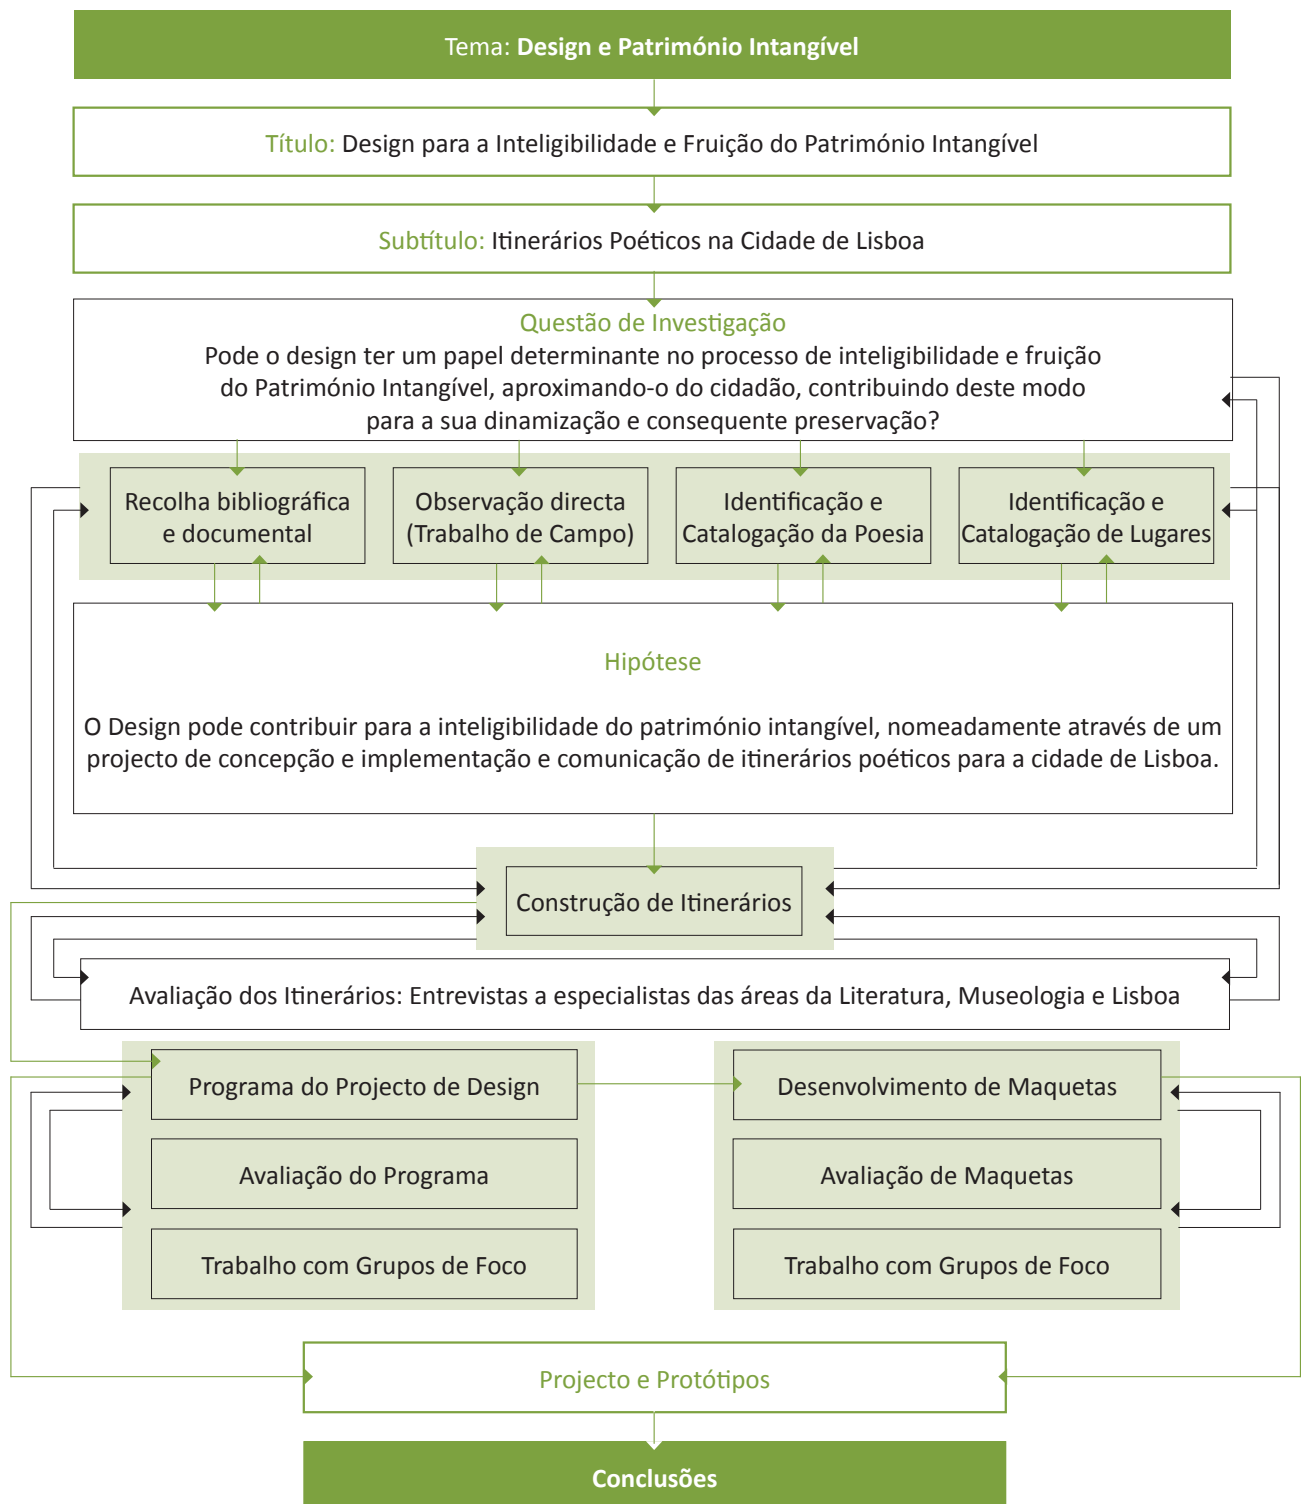 Tema: Design e Património Intangível
Título: Design para a Inteligibilidade e Fruição do Património Intangível
Subtítulo: Itinerários Poéticos na Cidade de Lisboa
Questão de Investigação
Pode o design ter um papel determinante no processo de inteligibilidade e fruição
do Património Intangível, aproximando-o do cidadão, contribuindo deste modo
para a sua dinamização e consequente preservação?
Recolha bibliográfica
e documental
Observação directa
(Trabalho de Campo)
Identificação e
Catalogação da Poesia
Identificação e
Catalogação de Lugares
Hipótese
O Design pode contribuir para a inteligibilidade do património intangível, nomeadamente através de um
projecto de concepção e implementação e comunicação de itinerários poéticos para a cidade de Lisboa.
Construção de Itinerários
Avaliação dos Itinerários: Entrevistas a especialistas das áreas da Literatura, Museologia e Lisboa
Programa do Projecto de Design
Avaliação do Programa
Trabalho com Grupos de Foco
Desenvolvimento de Maquetas
Avaliação de Maquetas
Trabalho com Grupos de Foco
Projecto e Protótipos
Conclusões